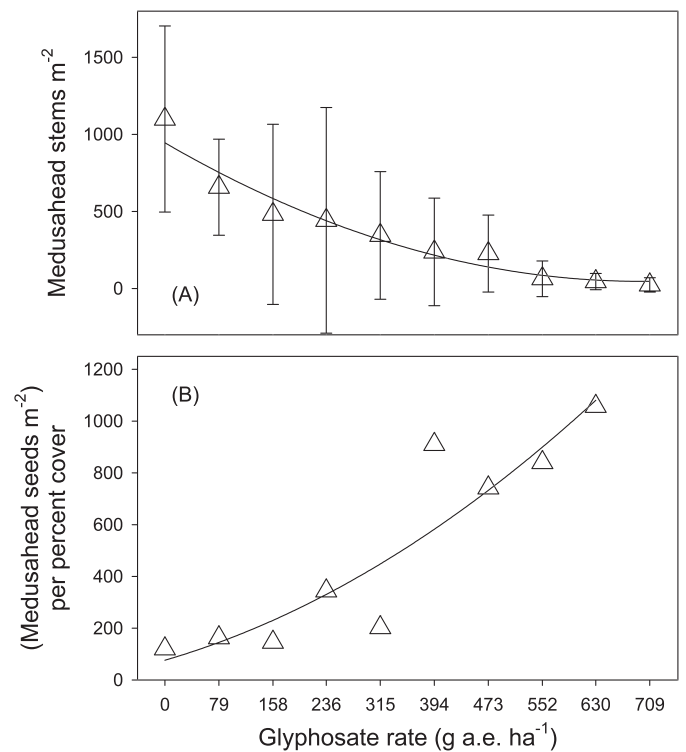 Medusahead stems m⁻²
1500
1000
500
0
(A)
(Medusahead seeds m⁻²)
per percent cover
1200
1000
800
600
400
200
0
(B)
0 79 158 236 315 394 473 552 630 709
Glyphosate rate (g a.e. ha⁻¹)